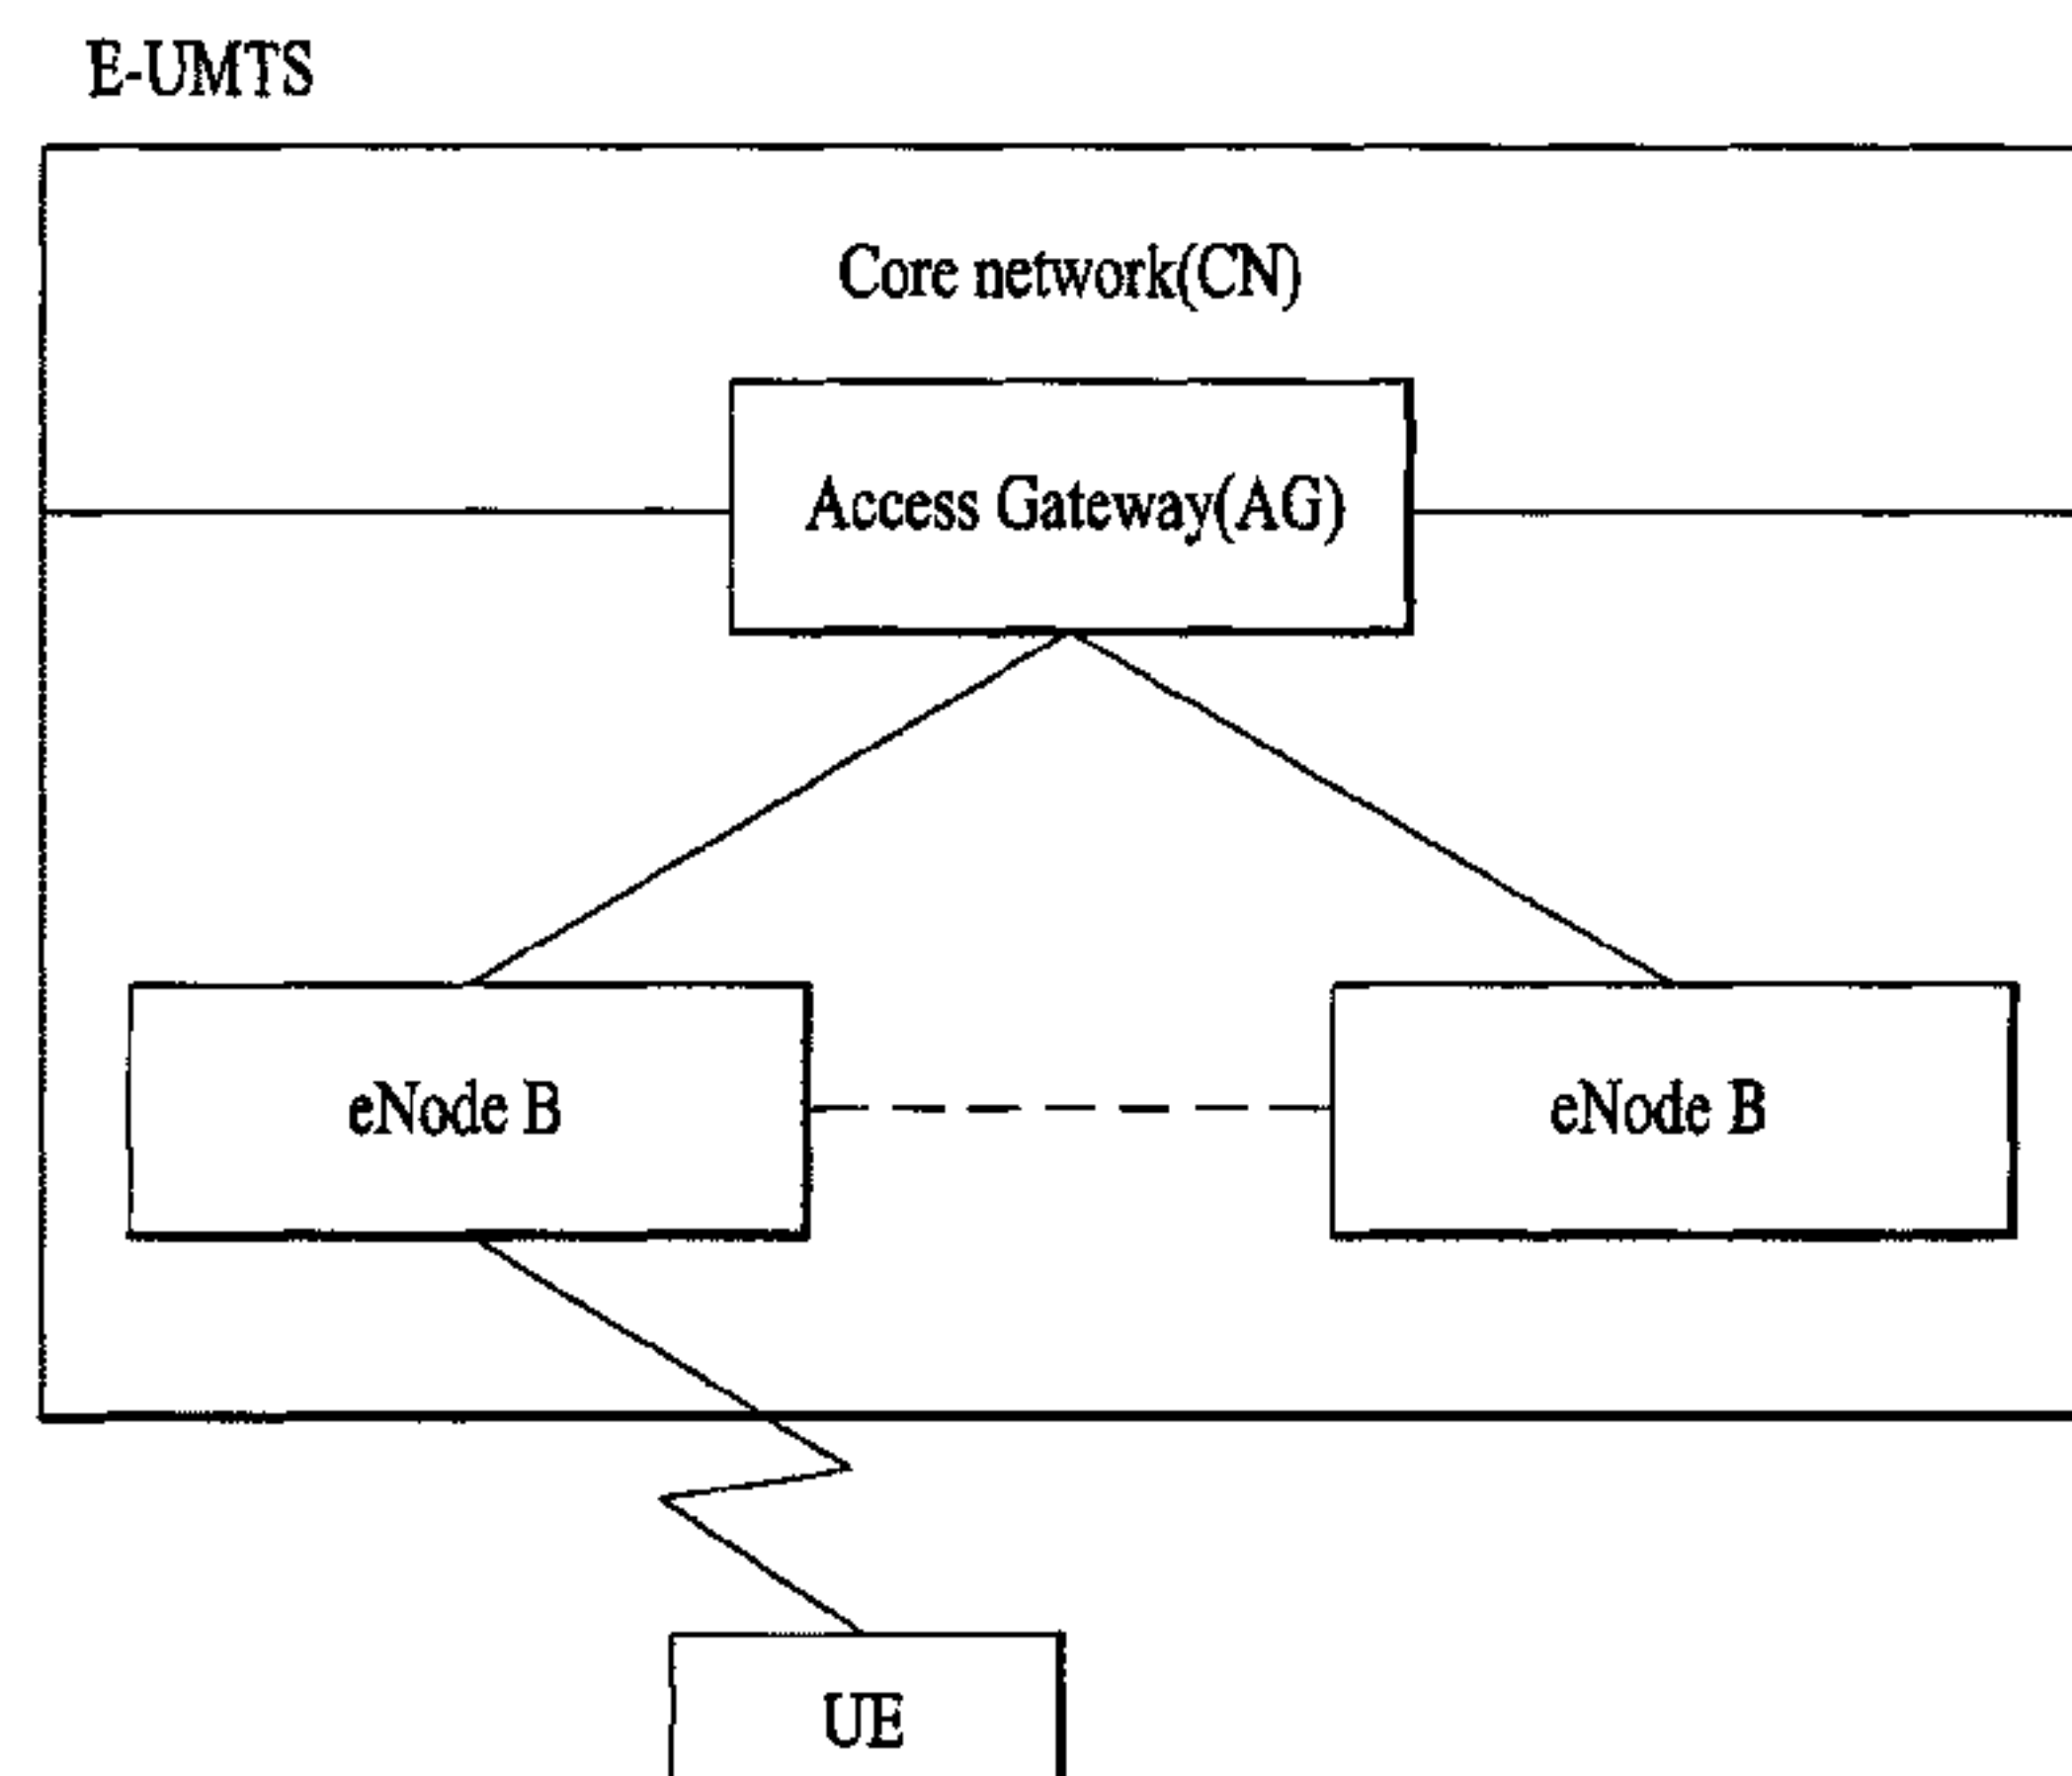 E-UMTS
Core network(CN)
Access Gateway(AG)
eNode B
eNode B
UE